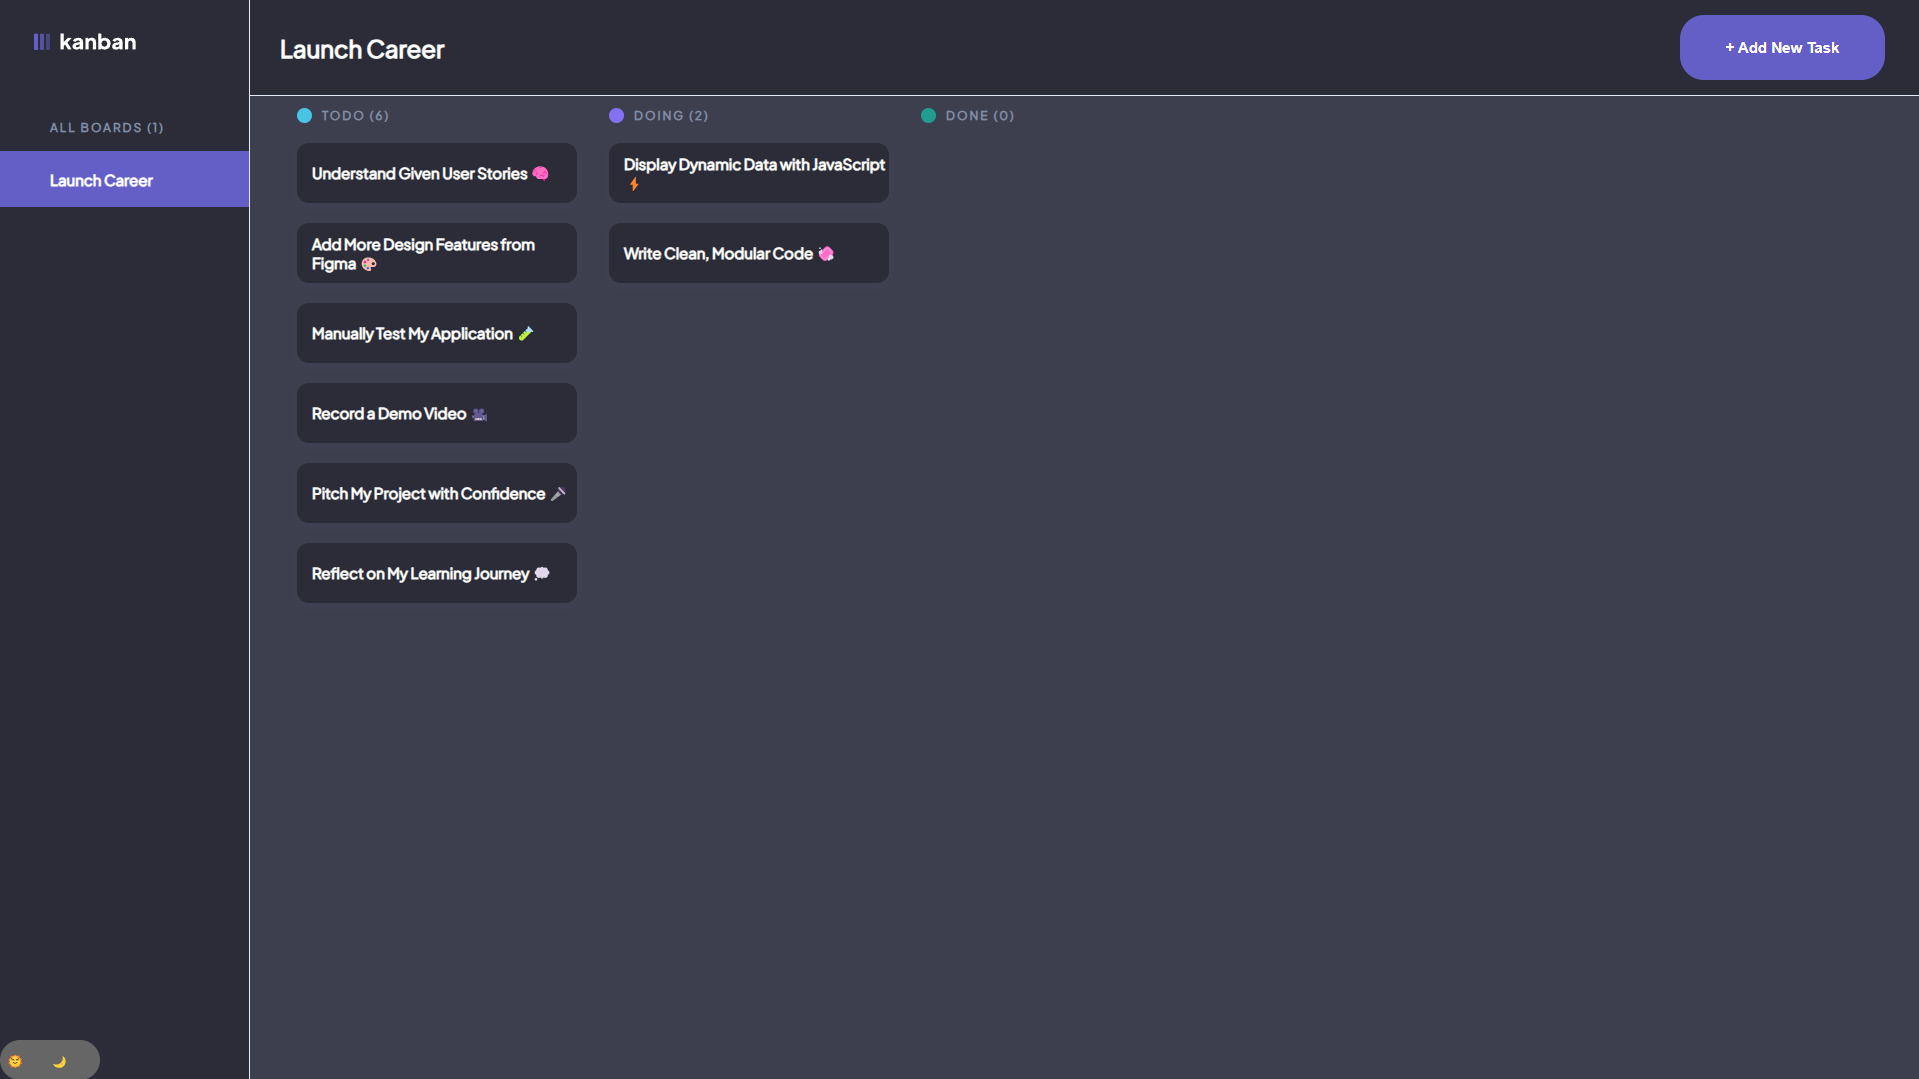 kanban
Launch Career
+ Add New Task
ALL BOARDS (1)
Launch Career
TODO (6)
Understand Given User Stories 🧠
Add More Design Features from
Figma 🎨
Manually Test My Application 🧪
Record a Demo Video 🎥
Pitch My Project with Confidence 🎤
Reflect on My Learning Journey 💭
DOING (2)
Display Dynamic Data with JavaScript
⚡
Write Clean, Modular Code 🧼
DONE (0)